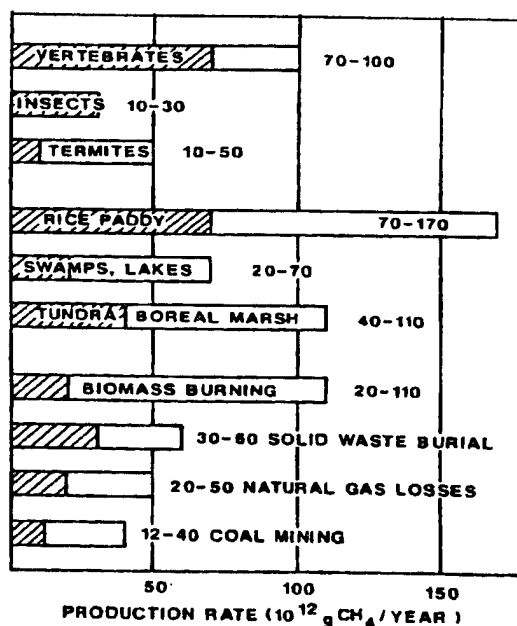 VERTEBRATES 70-100
INSECTS 10-30
TERMITES 10-50
RICE PADDY 70-170
SWAMPS, LAKES 20-70
TUNDRA BOREAL MARSH 40-110
BIOMASS BURNING 20-110
30-60 SOLID WASTE BURIAL
20-50 NATURAL GAS LOSSES
12-40 COAL MINING
50 100 150
PRODUCTION RATE (10¹² g CH₄/YEAR)